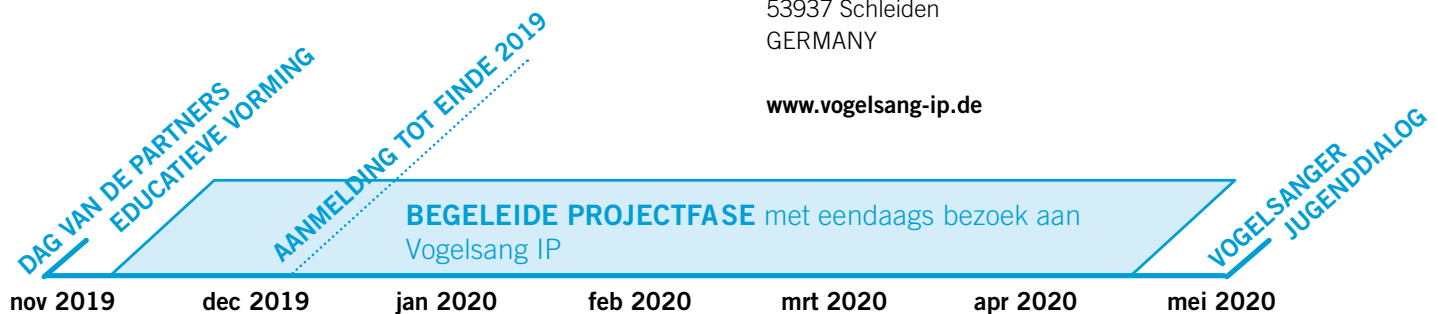 53937 Schleiden
GERMANY
www.vogelsang-ip.de
DAG VAN DE PARTNERS
EDUCATIEVE VORMING
AANMELDING TOT EINDE 2019
BEGELEIDE PROJECTFASE met eendaags bezoek aan
Vogelsang IP
VOGELSANGER
JUGENDDIALOG
nov 2019 dec 2019 jan 2020 feb 2020 mrt 2020 apr 2020 mei 2020